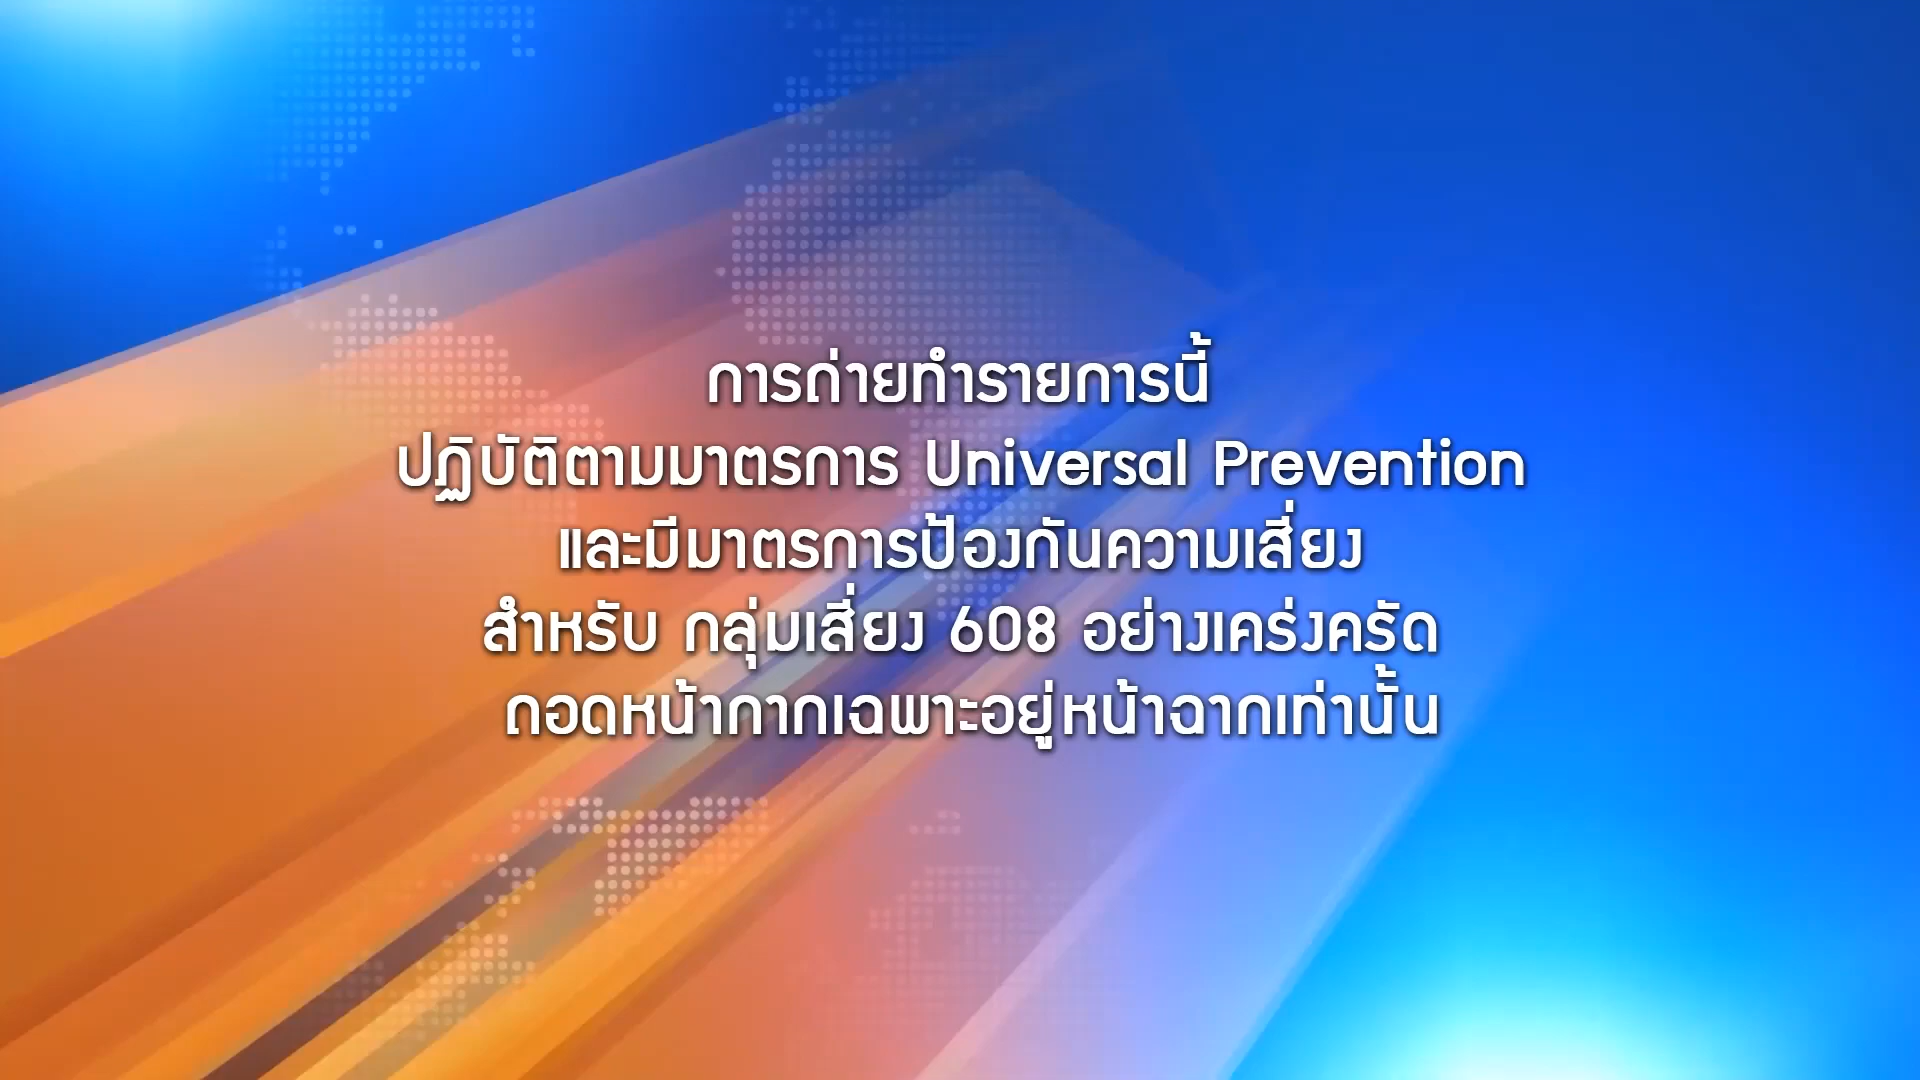 การถ่ายทำรายการนี้
ปฏิบัติตามมาตรการ Universal Prevention
และมีมาตรการป้องกันความเสี่ยง
สำหรับ กลุ่มเสี่ยง 608 อย่างเคร่งครัด
ถอดหน้ากากเฉพาะอยู่หน้าฉากเท่านั้น